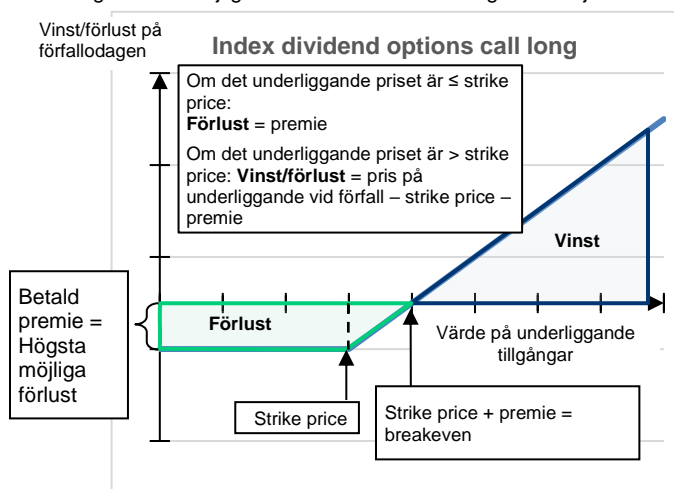 Vinst/förlust på
förfallodagen
Index dividend options call long
Om det underliggande priset är ≤ strike
price:
Förlust = premie
Om det underliggande priset är > strike
price: Vinst/förlust = pris på
underliggande vid förfall – strike price –
premie
Vinst
Betald
premie =
Högsta
möjliga
förlust
Förlust
Värde på underliggande
tillgångar
Strike price
Strike price + premie =
breakeven